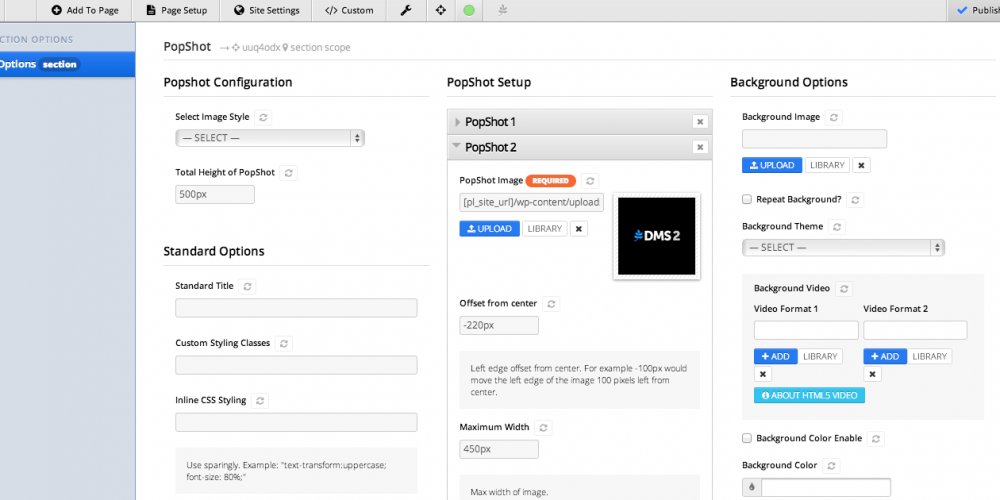 Add To Page Page Setup Site Settings </> Custom Publish
CTION OPTIONS
Options section
PopShot → uuq4odx section scope
Popshot Configuration
Select Image Style
— SELECT —
Total Height of PopShot
500px
Standard Options
Standard Title
Custom Styling Classes
Inline CSS Styling
Use sparingly. Example: "text-transform:uppercase;
font-size: 80%;"
PopShot Setup
PopShot 1
PopShot 2
PopShot Image REQUIRED
[pl_site_url]/wp-content/upload
UPLOAD LIBRARY
DMS 2
Offset from center
-220px
Left edge offset from center. For example -100px would
move the left edge of the image 100 pixels left from
center.
Maximum Width
450px
Max width of image.
Background Options
Background Image
UPLOAD LIBRARY
Repeat Background?
Background Theme
— SELECT —
Background Video
Video Format 1 Video Format 2
+ ADD LIBRARY + ADD LIBRARY
ABOUT HTML5 VIDEO
Background Color Enable
Background Color